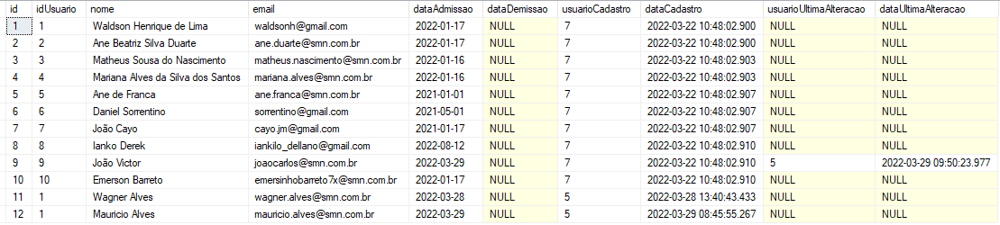 id idUsuario nome email dataAdmissao dataDemissao usuarioCadastro dataCadastro usuarioUltimaAlteracao dataUltimaAlteracao
1 1 Waldson Henrique de Lima waldsonh@gmail.com 2022-01-17 NULL 7 2022-03-22 10:48:02.900 NULL NULL
2 2 Ane Beatriz Silva Duarte ane.duarte@smn.com.br 2022-01-17 NULL 7 2022-03-22 10:48:02.900 NULL NULL
3 3 Matheus Sousa do Nascimento matheus.nascimento@smn.com.br 2022-01-16 NULL 7 2022-03-22 10:48:02.903 NULL NULL
4 4 Mariana Alves da Silva dos Santos mariana.alves@smn.com.br 2022-01-16 NULL 7 2022-03-22 10:48:02.903 NULL NULL
5 5 Ane de Franca ane.franca@smn.com.br 2021-01-01 NULL 7 2022-03-22 10:48:02.907 NULL NULL
6 6 Daniel Sorrentino sorrentino@gmail.com 2021-05-01 NULL 7 2022-03-22 10:48:02.907 NULL NULL
7 7 João Cayo cayo.jm@gmail.com 2021-01-17 NULL 7 2022-03-22 10:48:02.907 NULL NULL
8 8 Ianko Derek iankilo_dellano@gmail.com 2022-08-12 NULL 7 2022-03-22 10:48:02.910 NULL NULL
9 9 João Victor joaocarlos@smn.com.br 2022-03-29 NULL 7 2022-03-22 10:48:02.910 5 2022-03-29 09:50:23.977
10 10 Emerson Barreto emersinhobarreto7x@smn.com.br 2022-01-17 NULL 7 2022-03-22 10:48:02.910 NULL NULL
11 1 Wagner Alves wagner.alves@smn.com.br 2022-03-28 NULL 5 2022-03-28 13:40:43.433 NULL NULL
12 1 Mauricio Alves mauricio.alves@smn.com.br 2022-03-29 NULL 5 2022-03-29 08:45:55.267 NULL NULL